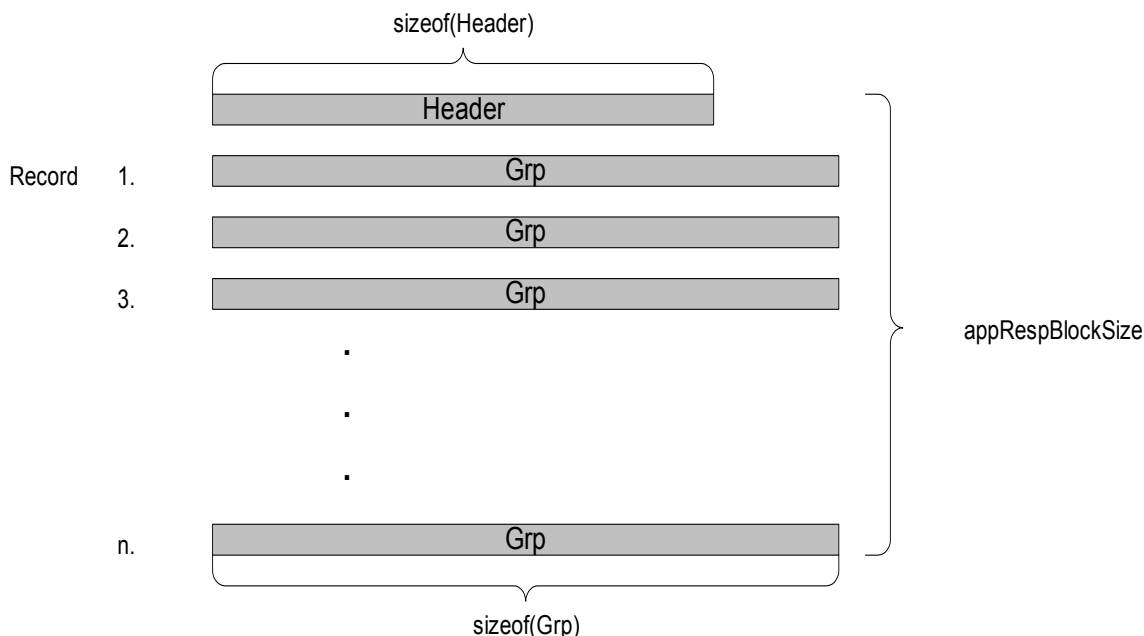 sizeof(Header)
Header
Record 1. Grp
2. Grp
3. Grp
.
.
.
appRespBlockSize
n. Grp
sizeof(Grp)